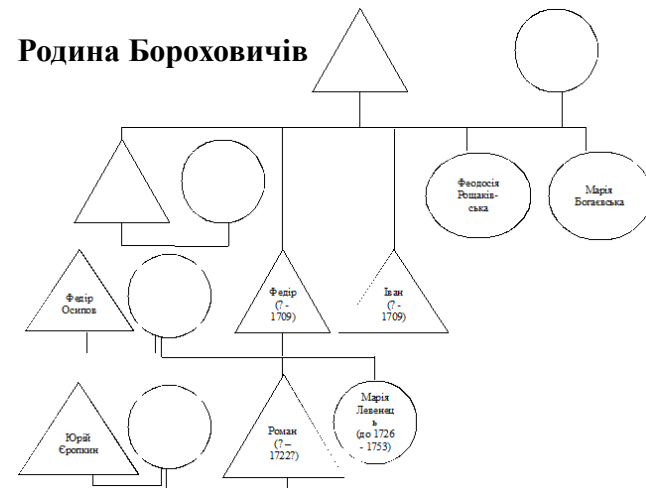 Родина Бороховичів
Феодосія
Рощаків-
ська
Марія
Богаєвська
Федір
Осипов
Федір
(? -
1709)
Іван
(? -
1709)
Юрій
Єропкин
Роман
(? –
1722?)
Марія
Левенец
ь
(до 1726
- 1753)